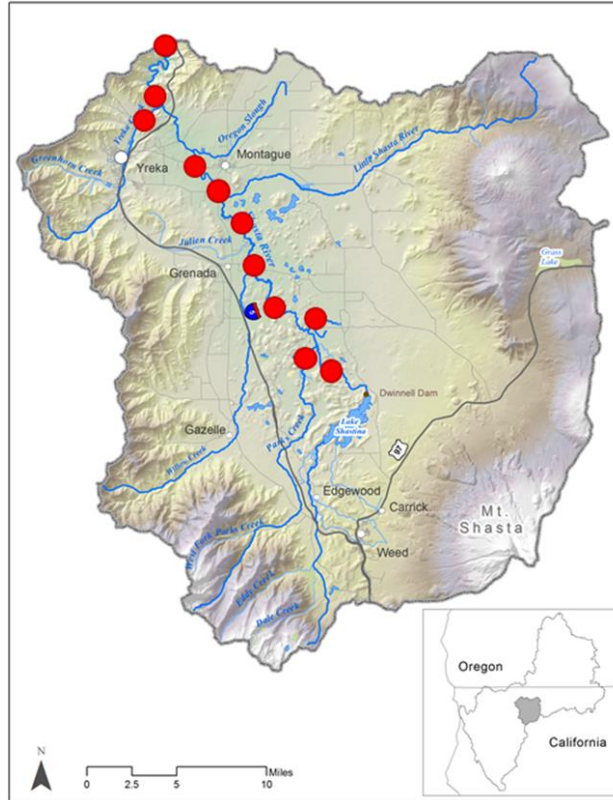 Yreka Creek
Oregon Slough
Montague
Little Shasta River
Greenhorn Creek
Yreka
Shasta River
Julien Creek
Grass
Lake
Grenada
Dwinnell Dam
Lake
Shastina
97
Gazelle
Parks Creek
Willow Creek
Edgewood
Carrick
Mt.
Shasta
West Fork Parks Creek
Weed
Eddy Creek
Dale Creek
Oregon
California
N
Miles
0 2.5 5 10